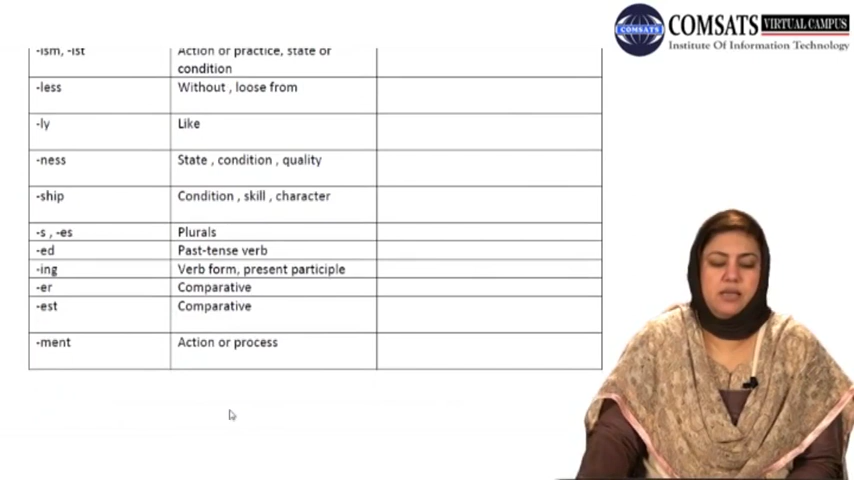 COMSATS VIRTUAL CAMPUS
COMSATS
Institute Of Information Technology
-ism, -ist Action or practice, state or
condition
-less Without , loose from
-ly Like
-ness State , condition , quality
-ship Condition , skill , character
-s , -es Plurals
-ed Past-tense verb
-ing Verb form, present participle
-er Comparative
-est Comparative
-ment Action or process